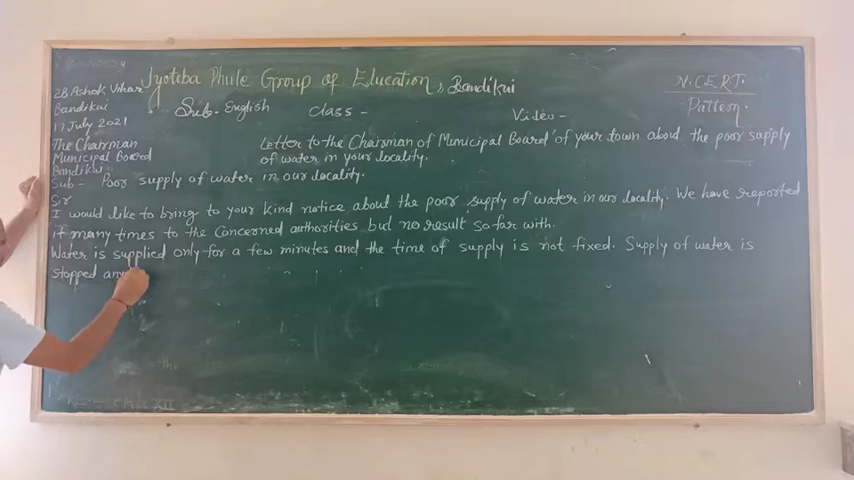 Jyoteba Phule Group of Education, Bandikui
N.CERT.
Pattern.
Sub. English Class - Video -
28 Ashok Vihar
Bandikui
17 July 2021
The Chairman
Municipal Board
Bandikui
Letter to the Chairman of Municipal Board of your town about the poor supply
of water in your locality.
Sub - Poor supply of water in our locality.
Sir
I would like to bring to your kind notice about the poor supply of water in our locality. We have reported
it many times to the concerned authorities but no result so far with.
Water is supplied only for a few minutes and the time of supply is not fixed. Supply of water is
stopped any